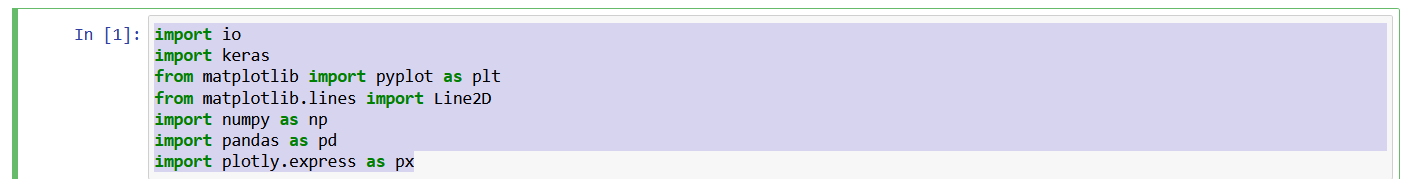 In [1]:
import io
import keras
from matplotlib import pyplot as plt
from matplotlib.lines import Line2D
import numpy as np
import pandas as pd
import plotly.express as px